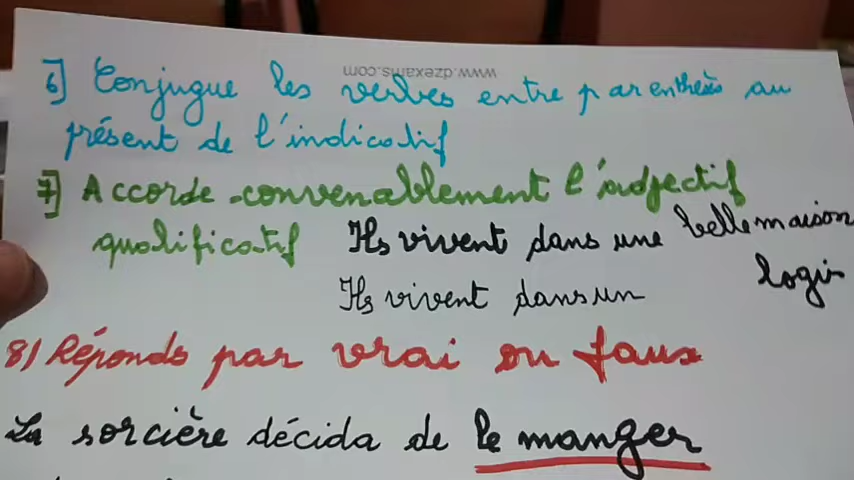 www.dzexams.com
6] Conjugue les verbes entre parenthèses au
présent de l'indicatif
7] Accorde convenablement l'adjectif
qualificatif Ils vivent dans une belle maison
Ils vivent dans un logis
8) Réponds par vrai ou faux
La sorcière décida de le manger